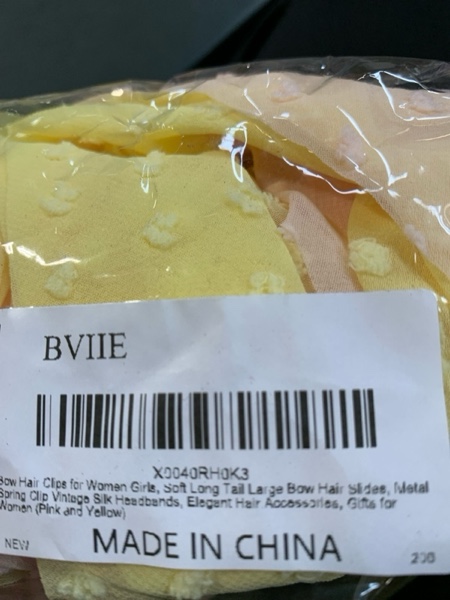 BVIIE
X0040RH0K3
Bow Hair Clips for Women Girls, Soft Long Tail Large Bow Hair Slides, Metal
Spring Clip Vintage Silk Headbands, Elegant Hair Accessories, Gifts for
Women (Pink and Yellow)
NEW
MADE IN CHINA